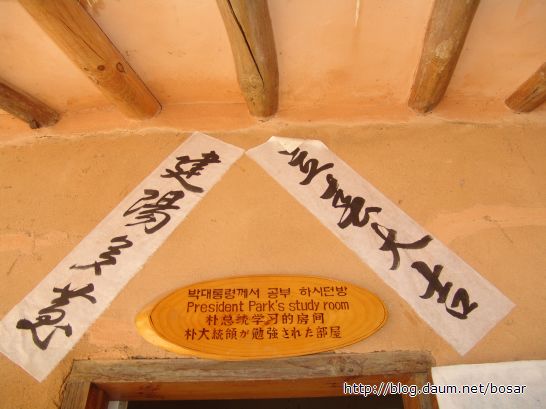 建陽多慶
立春大吉
박대통령께서 공부 하시던방
President Park's study room
朴总统学习的房间
朴大統領が勉強された部屋
http://blog.daum.net/bosar